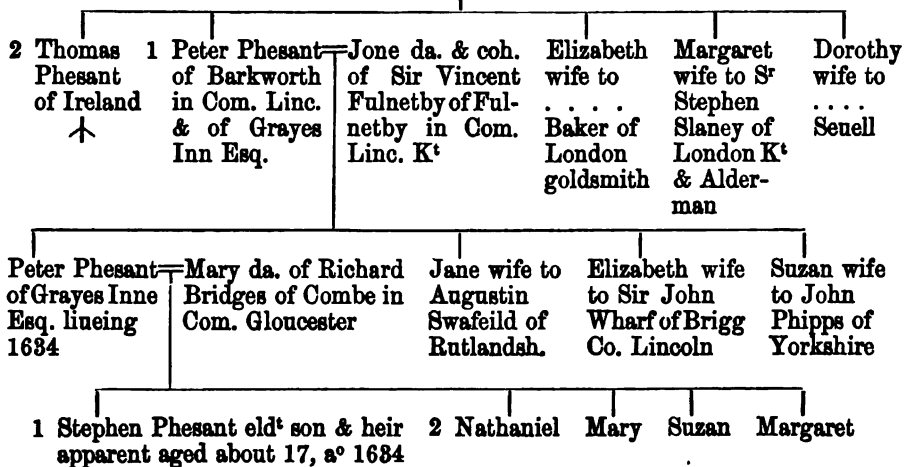 2 Thomas Phesant of Ireland
1 Peter Phesant of Barkworth in Com. Linc. & of Grayes Inn Esq.
Jone da. & coh. of Sir Vincent Fulnetby of Fulnetby in Com. Linc. Kᵗ
Elizabeth wife to . . . . Baker of London goldsmith
Margaret wife to Sʳ Stephen Slaney of London Kᵗ & Alderman
Dorothy wife to . . . . Seuell
Peter Phesant of Grayes Inne Esq. liueing 1634
Mary da. of Richard Bridges of Combe in Com. Gloucester
Jane wife to Augustin Swafeild of Rutlandsh.
Elizabeth wife to Sir John Wharf of Brigg Co. Lincoln
Suzan wife to John Phipps of Yorkshire
1 Stephen Phesant eldᵗ son & heir apparent aged about 17, aᵒ 1634
2 Nathaniel
Mary
Suzan
Margaret